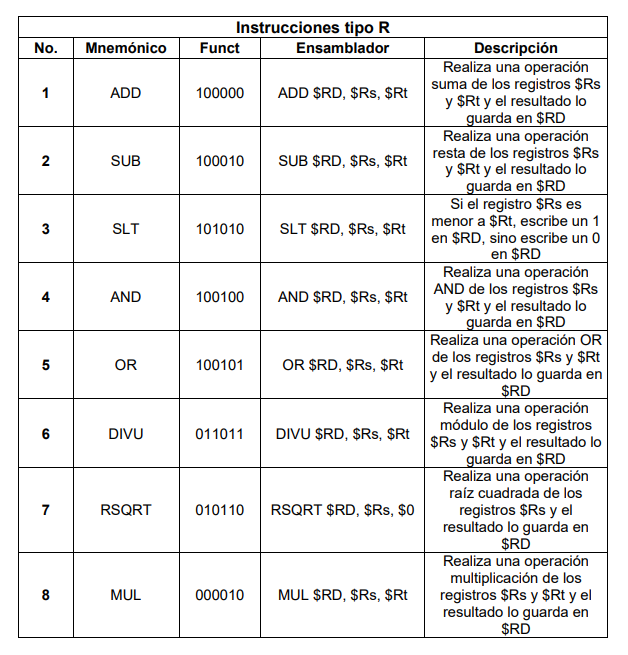 Instrucciones tipo R
No. Mnemónico Funct Ensamblador Descripción
1 ADD 100000 ADD $RD, $Rs, $Rt
Realiza una operación
suma de los registros $Rs
y $Rt y el resultado lo
guarda en $RD
2 SUB 100010 SUB $RD, $Rs, $Rt
Realiza una operación
resta de los registros $Rs
y $Rt y el resultado lo
guarda en $RD
3 SLT 101010 SLT $RD, $Rs, $Rt
Si el registro $Rs es
menor a $Rt, escribe un 1
en $RD, sino escribe un 0
en $RD
4 AND 100100 AND $RD, $Rs, $Rt
Realiza una operación
AND de los registros $Rs
y $Rt y el resultado lo
guarda en $RD
5 OR 100101 OR $RD, $Rs, $Rt
Realiza una operación OR
de los registros $Rs y $Rt
y el resultado lo guarda en
$RD
6 DIVU 011011 DIVU $RD, $Rs, $Rt
Realiza una operación
módulo de los registros
$Rs y $Rt y el resultado lo
guarda en $RD
7 RSQRT 010110 RSQRT $RD, $Rs, $0
Realiza una operación
raíz cuadrada de los
registros $Rs y el
resultado lo guarda en
$RD
8 MUL 000010 MUL $RD, $Rs, $Rt
Realiza una operación
multiplicación de los
registros $Rs y $Rt y el
resultado lo guarda en
$RD